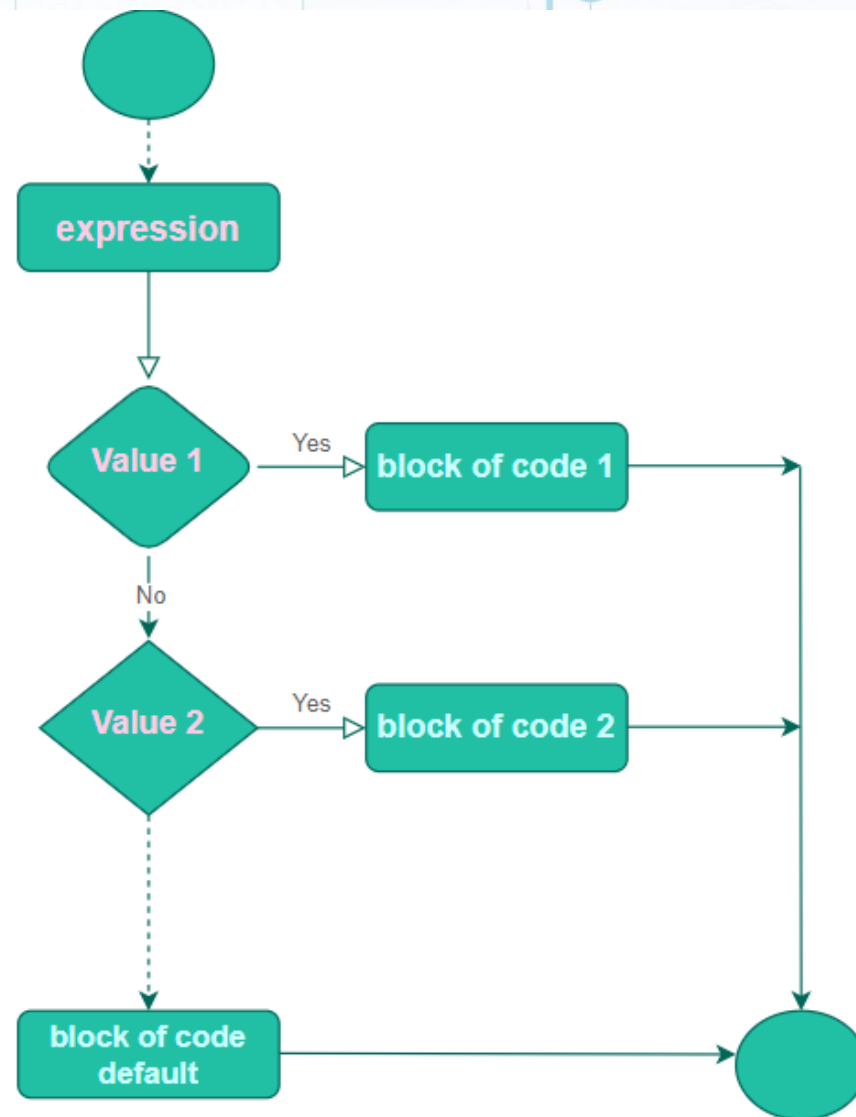 expression
Value 1
Yes
block of code 1
No
Value 2
Yes
block of code 2
block of code
default